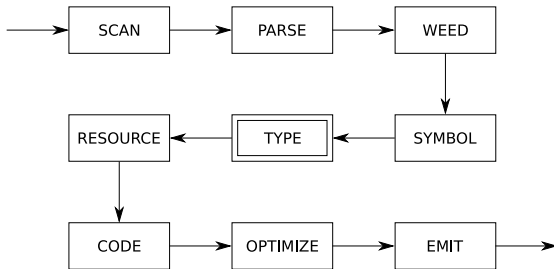 SCAN
PARSE
WEED
RESOURCE
TYPE
SYMBOL
CODE
OPTIMIZE
EMIT